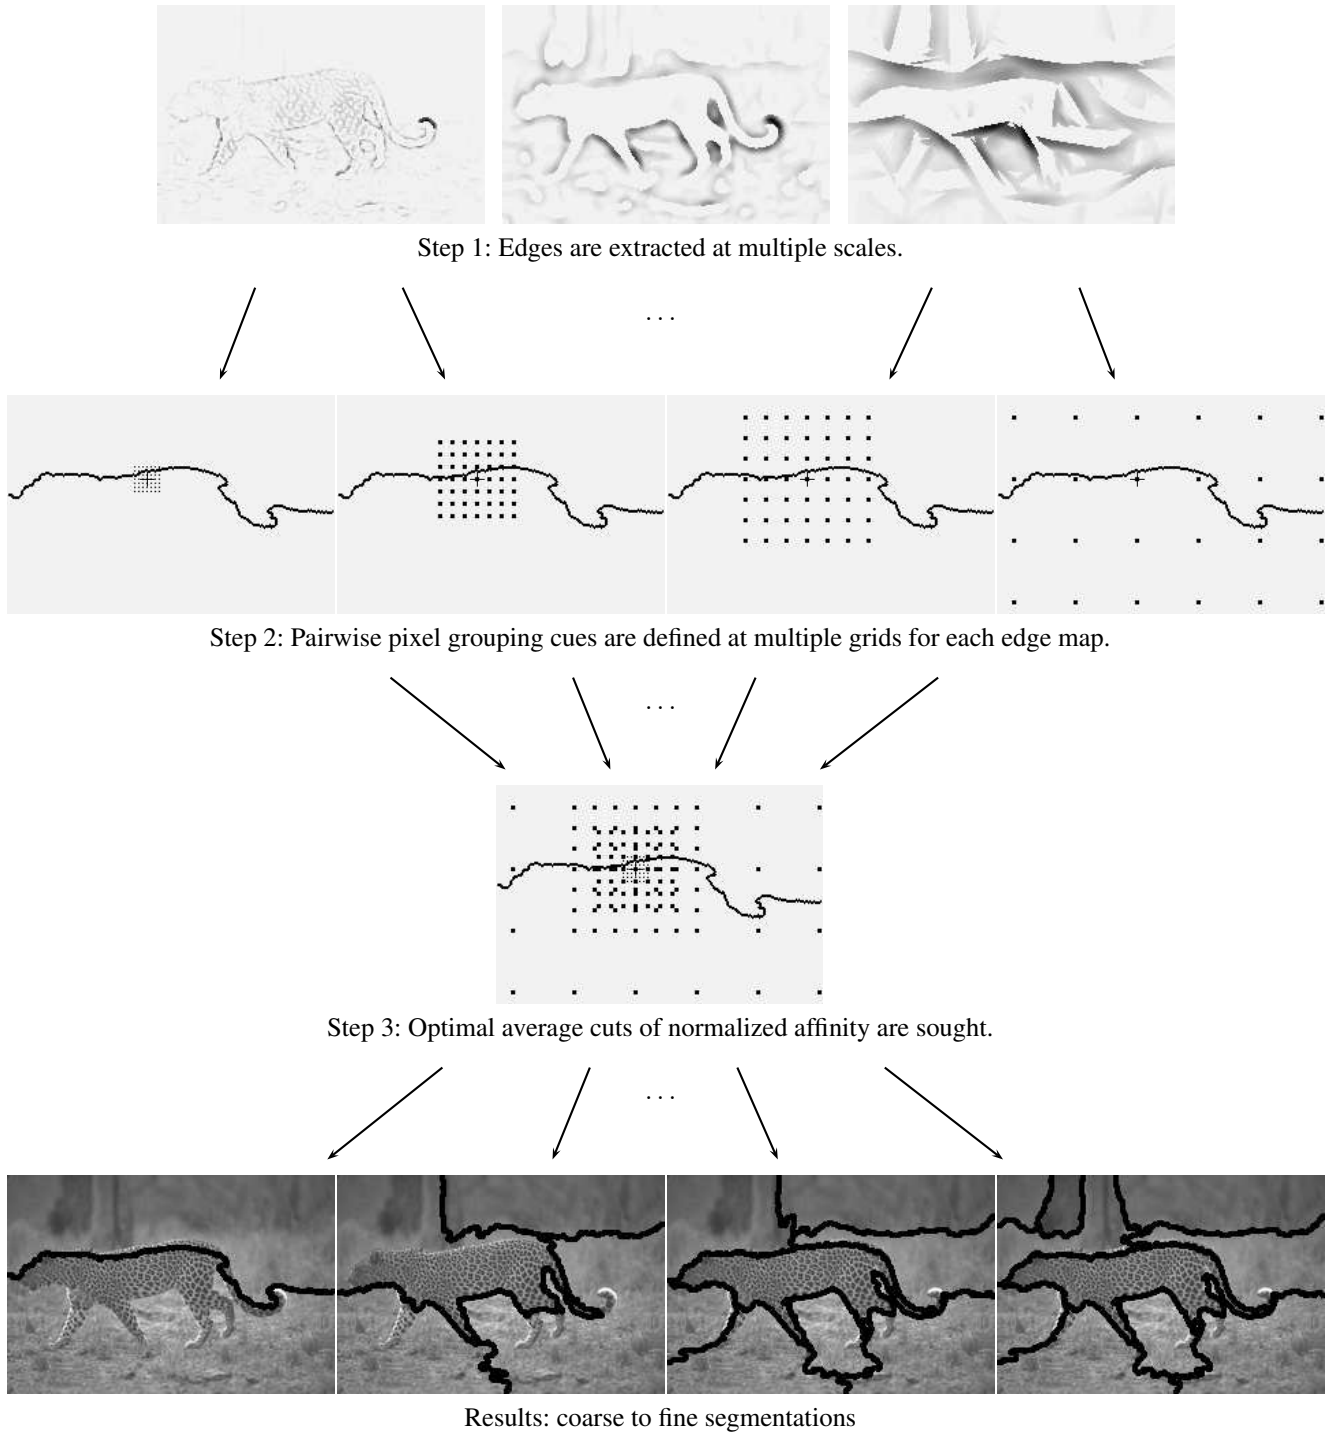 Step 1: Edges are extracted at multiple scales.
. . .
Step 2: Pairwise pixel grouping cues are defined at multiple grids for each edge map.
. . .
Step 3: Optimal average cuts of normalized affinity are sought.
. . .
Results: coarse to fine segmentations